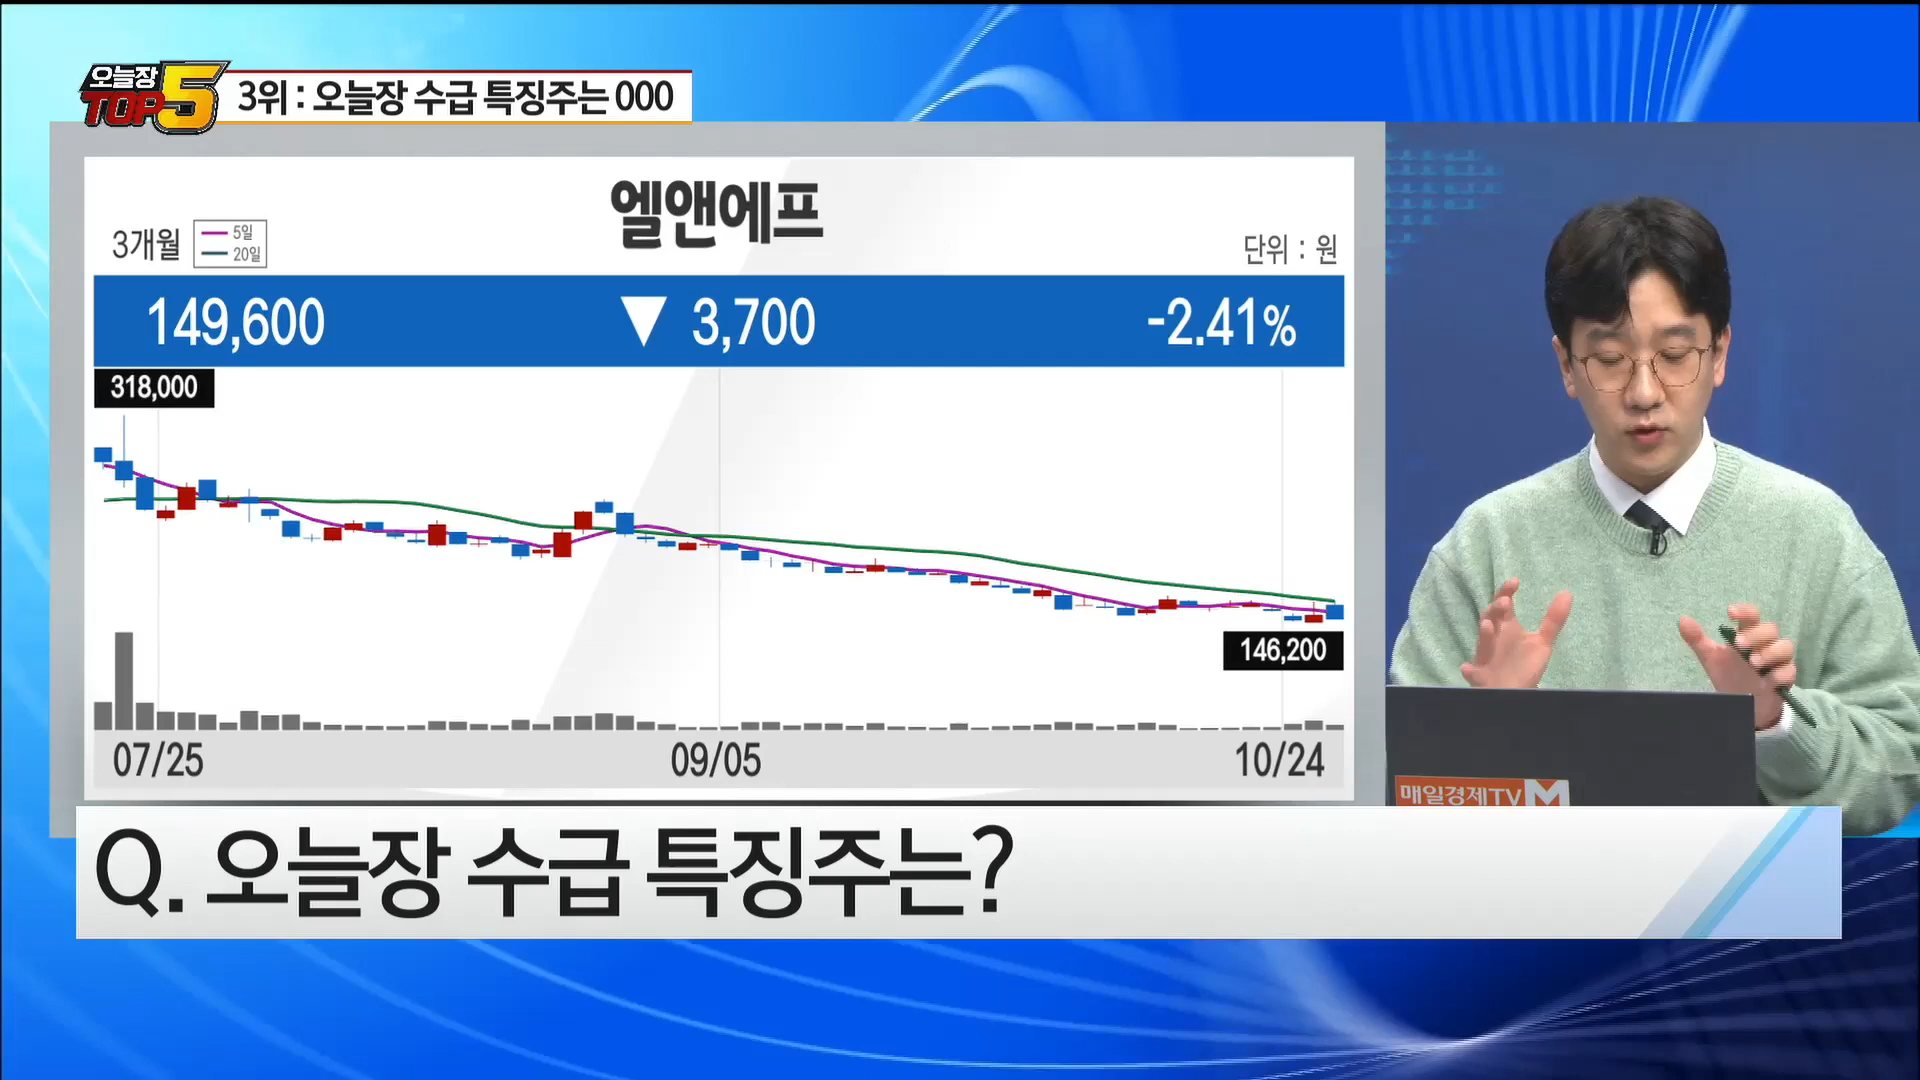 오늘장
TOP5
3위 : 오늘장 수급 특징주는 OOO
엘앤에프
3개월
5일
20일
단위 : 원
149,600 ▼ 3,700 -2.41%
318,000
146,200
07/25 09/05 10/24
매일경제TV M
Q. 오늘장 수급 특징주는?